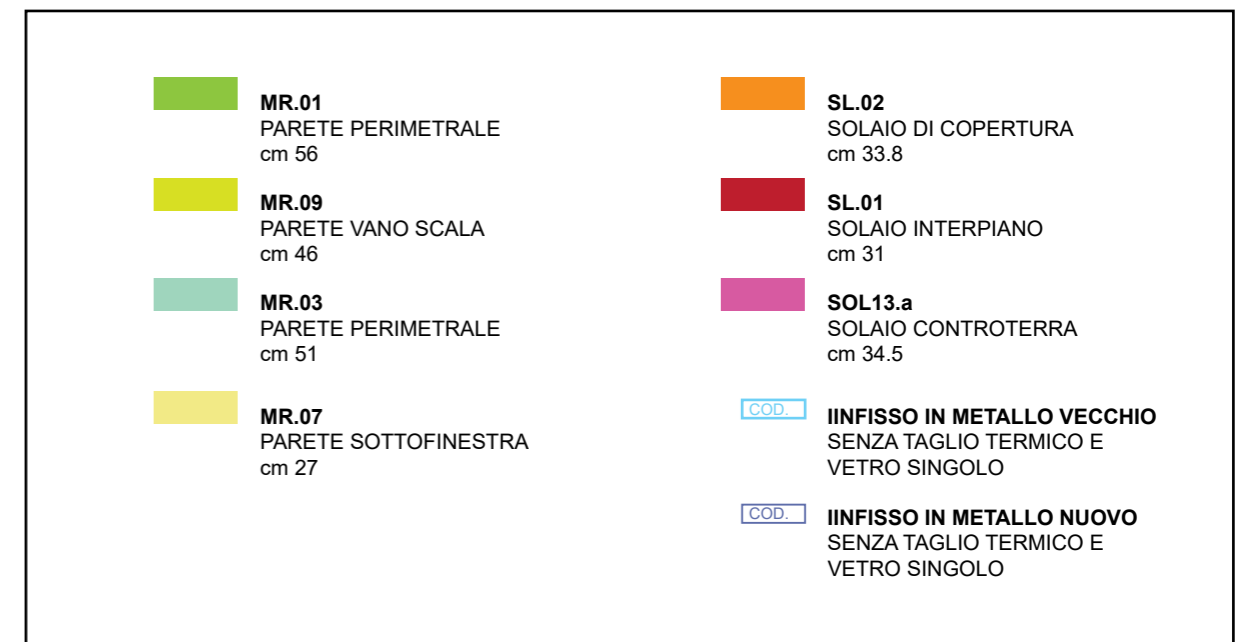 MR.01
PARETE PERIMETRALE
cm 56
MR.09
PARETE VANO SCALA
cm 46
MR.03
PARETE PERIMETRALE
cm 51
MR.07
PARETE SOTTOFINESTRA
cm 27
SL.02
SOLAIO DI COPERTURA
cm 33.8
SL.01
SOLAIO INTERPIANO
cm 31
SOL13.a
SOLAIO CONTROTERRA
cm 34.5
COD.
IINFISSO IN METALLO VECCHIO
SENZA TAGLIO TERMICO E
VETRO SINGOLO
COD.
IINFISSO IN METALLO NUOVO
SENZA TAGLIO TERMICO E
VETRO SINGOLO